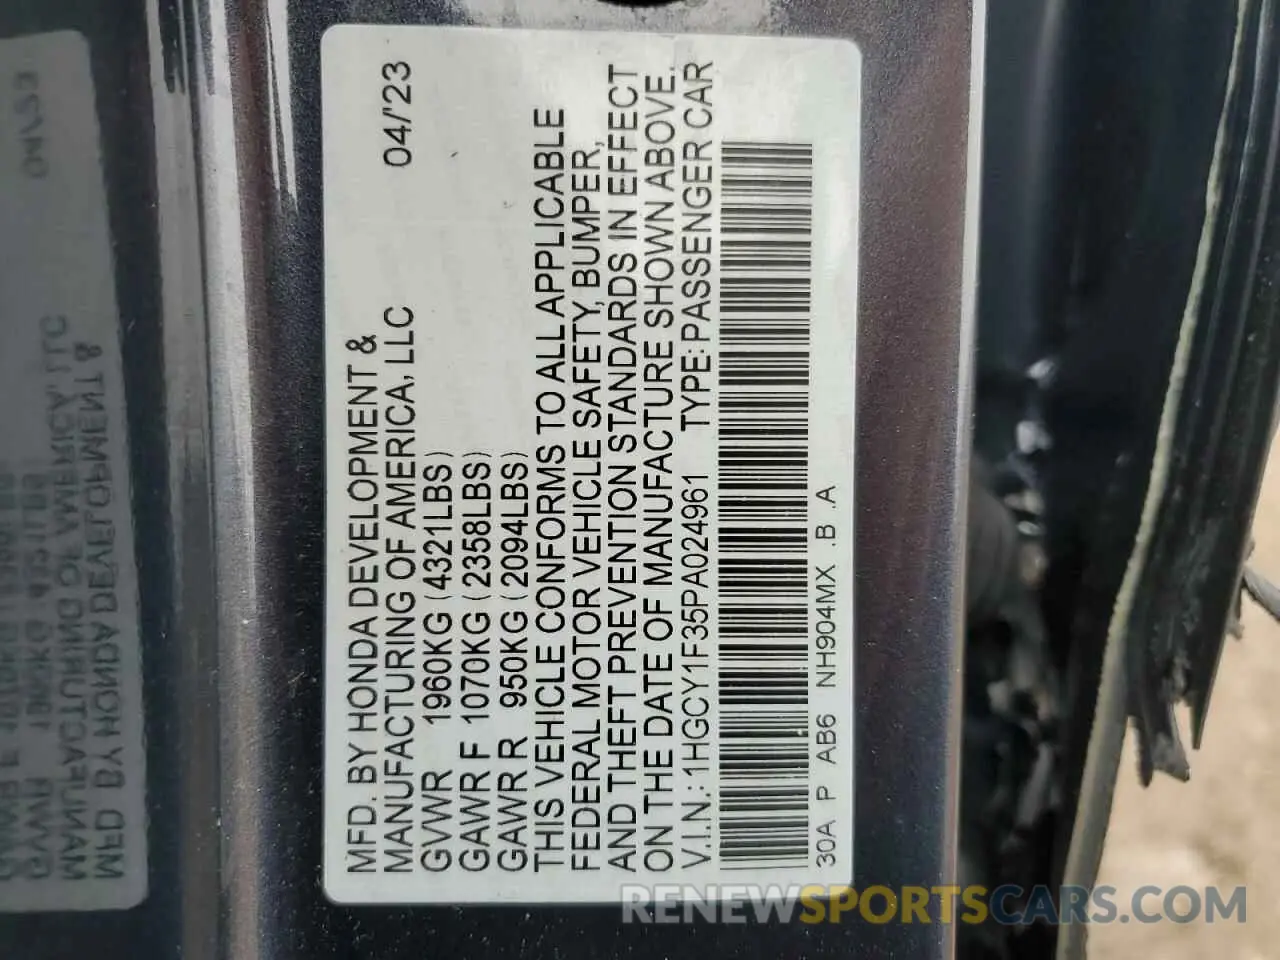 MFD. BY HONDA DEVELOPMENT &
MANUFACTURING OF AMERICA, LLC 04/'23
GVWR 1960KG (4321LBS)
GAWR F 1070KG (2358LBS)
GAWR R 950KG (2094LBS)
THIS VEHICLE CONFORMS TO ALL APPLICABLE
FEDERAL MOTOR VEHICLE SAFETY, BUMPER,
AND THEFT PREVENTION STANDARDS IN EFFECT
ON THE DATE OF MANUFACTURE SHOWN ABOVE.
V.I.N.: 1HGCY1F35PA024961 TYPE: PASSENGER CAR
30A P AB6 NH904MX .B .A
RENEWSPORTSCARS.COM